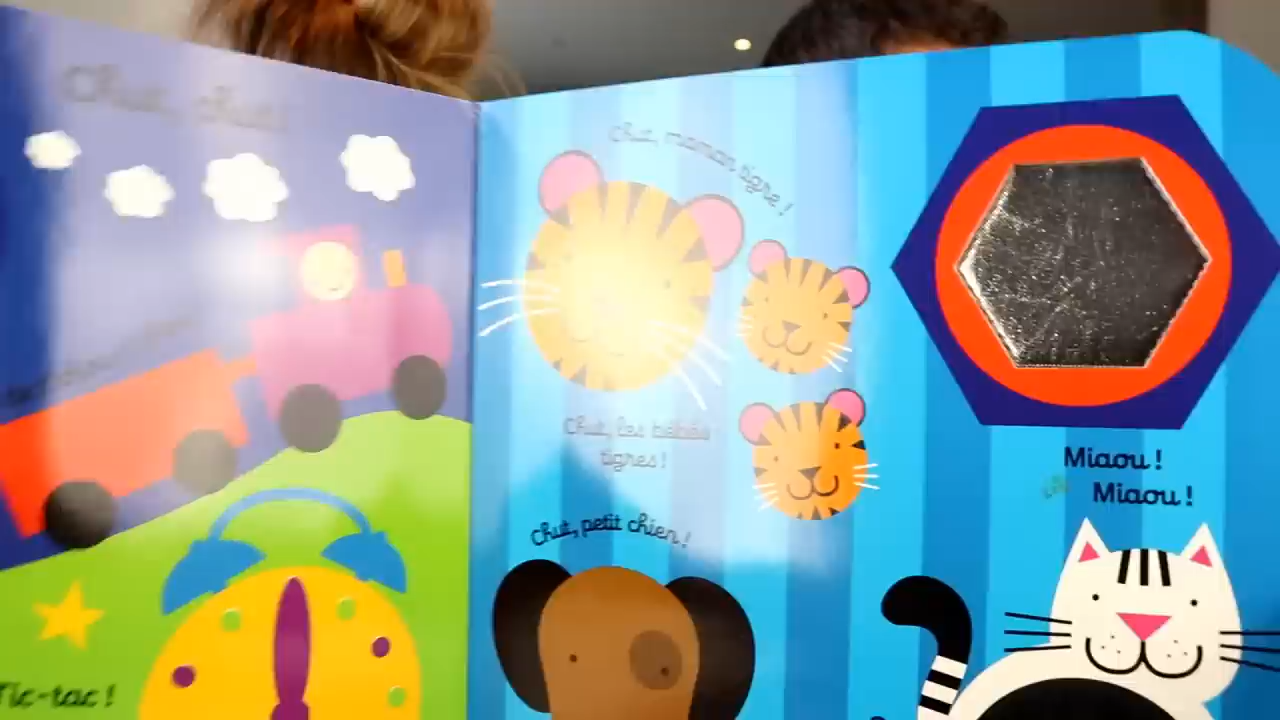 Chut, chut!
Tic-tac !
Chut, maman tigre !
Chut, les bébés
tigres !
Chut, petit chien !
Miaou !
Miaou !